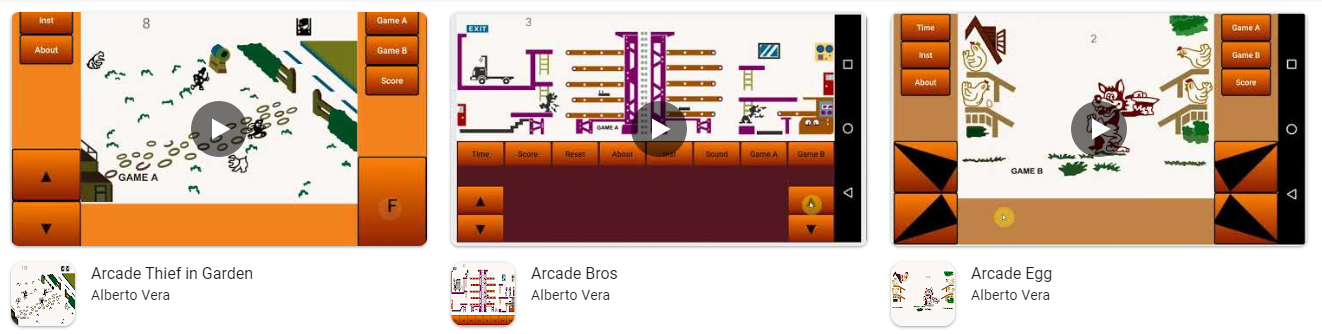 Inst
About
8
Game A
Game B
Score
GAME A
F
3
EXIT
GAME A
Time
Score
Reset
About
Inst
Sound
Game A
Game B
A
Time
Inst
About
2
Game A
Game B
Score
GAME B
Arcade Thief in Garden
Alberto Vera
Arcade Bros
Alberto Vera
Arcade Egg
Alberto Vera